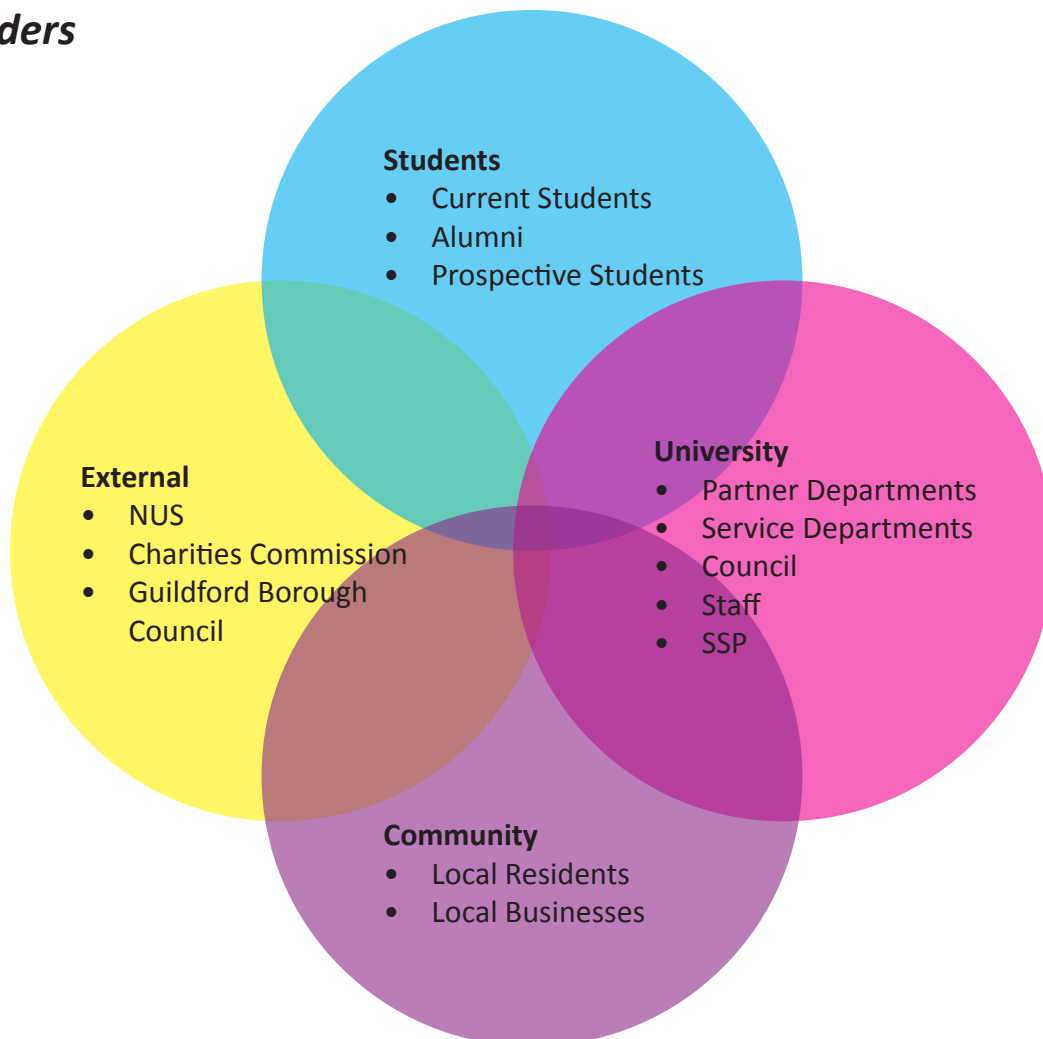 ders
Students
• Current Students
• Alumni
• Prospective Students
External
• NUS
• Charities Commission
• Guildford Borough
Council
University
• Partner Departments
• Service Departments
• Council
• Staff
• SSP
Community
• Local Residents
• Local Businesses